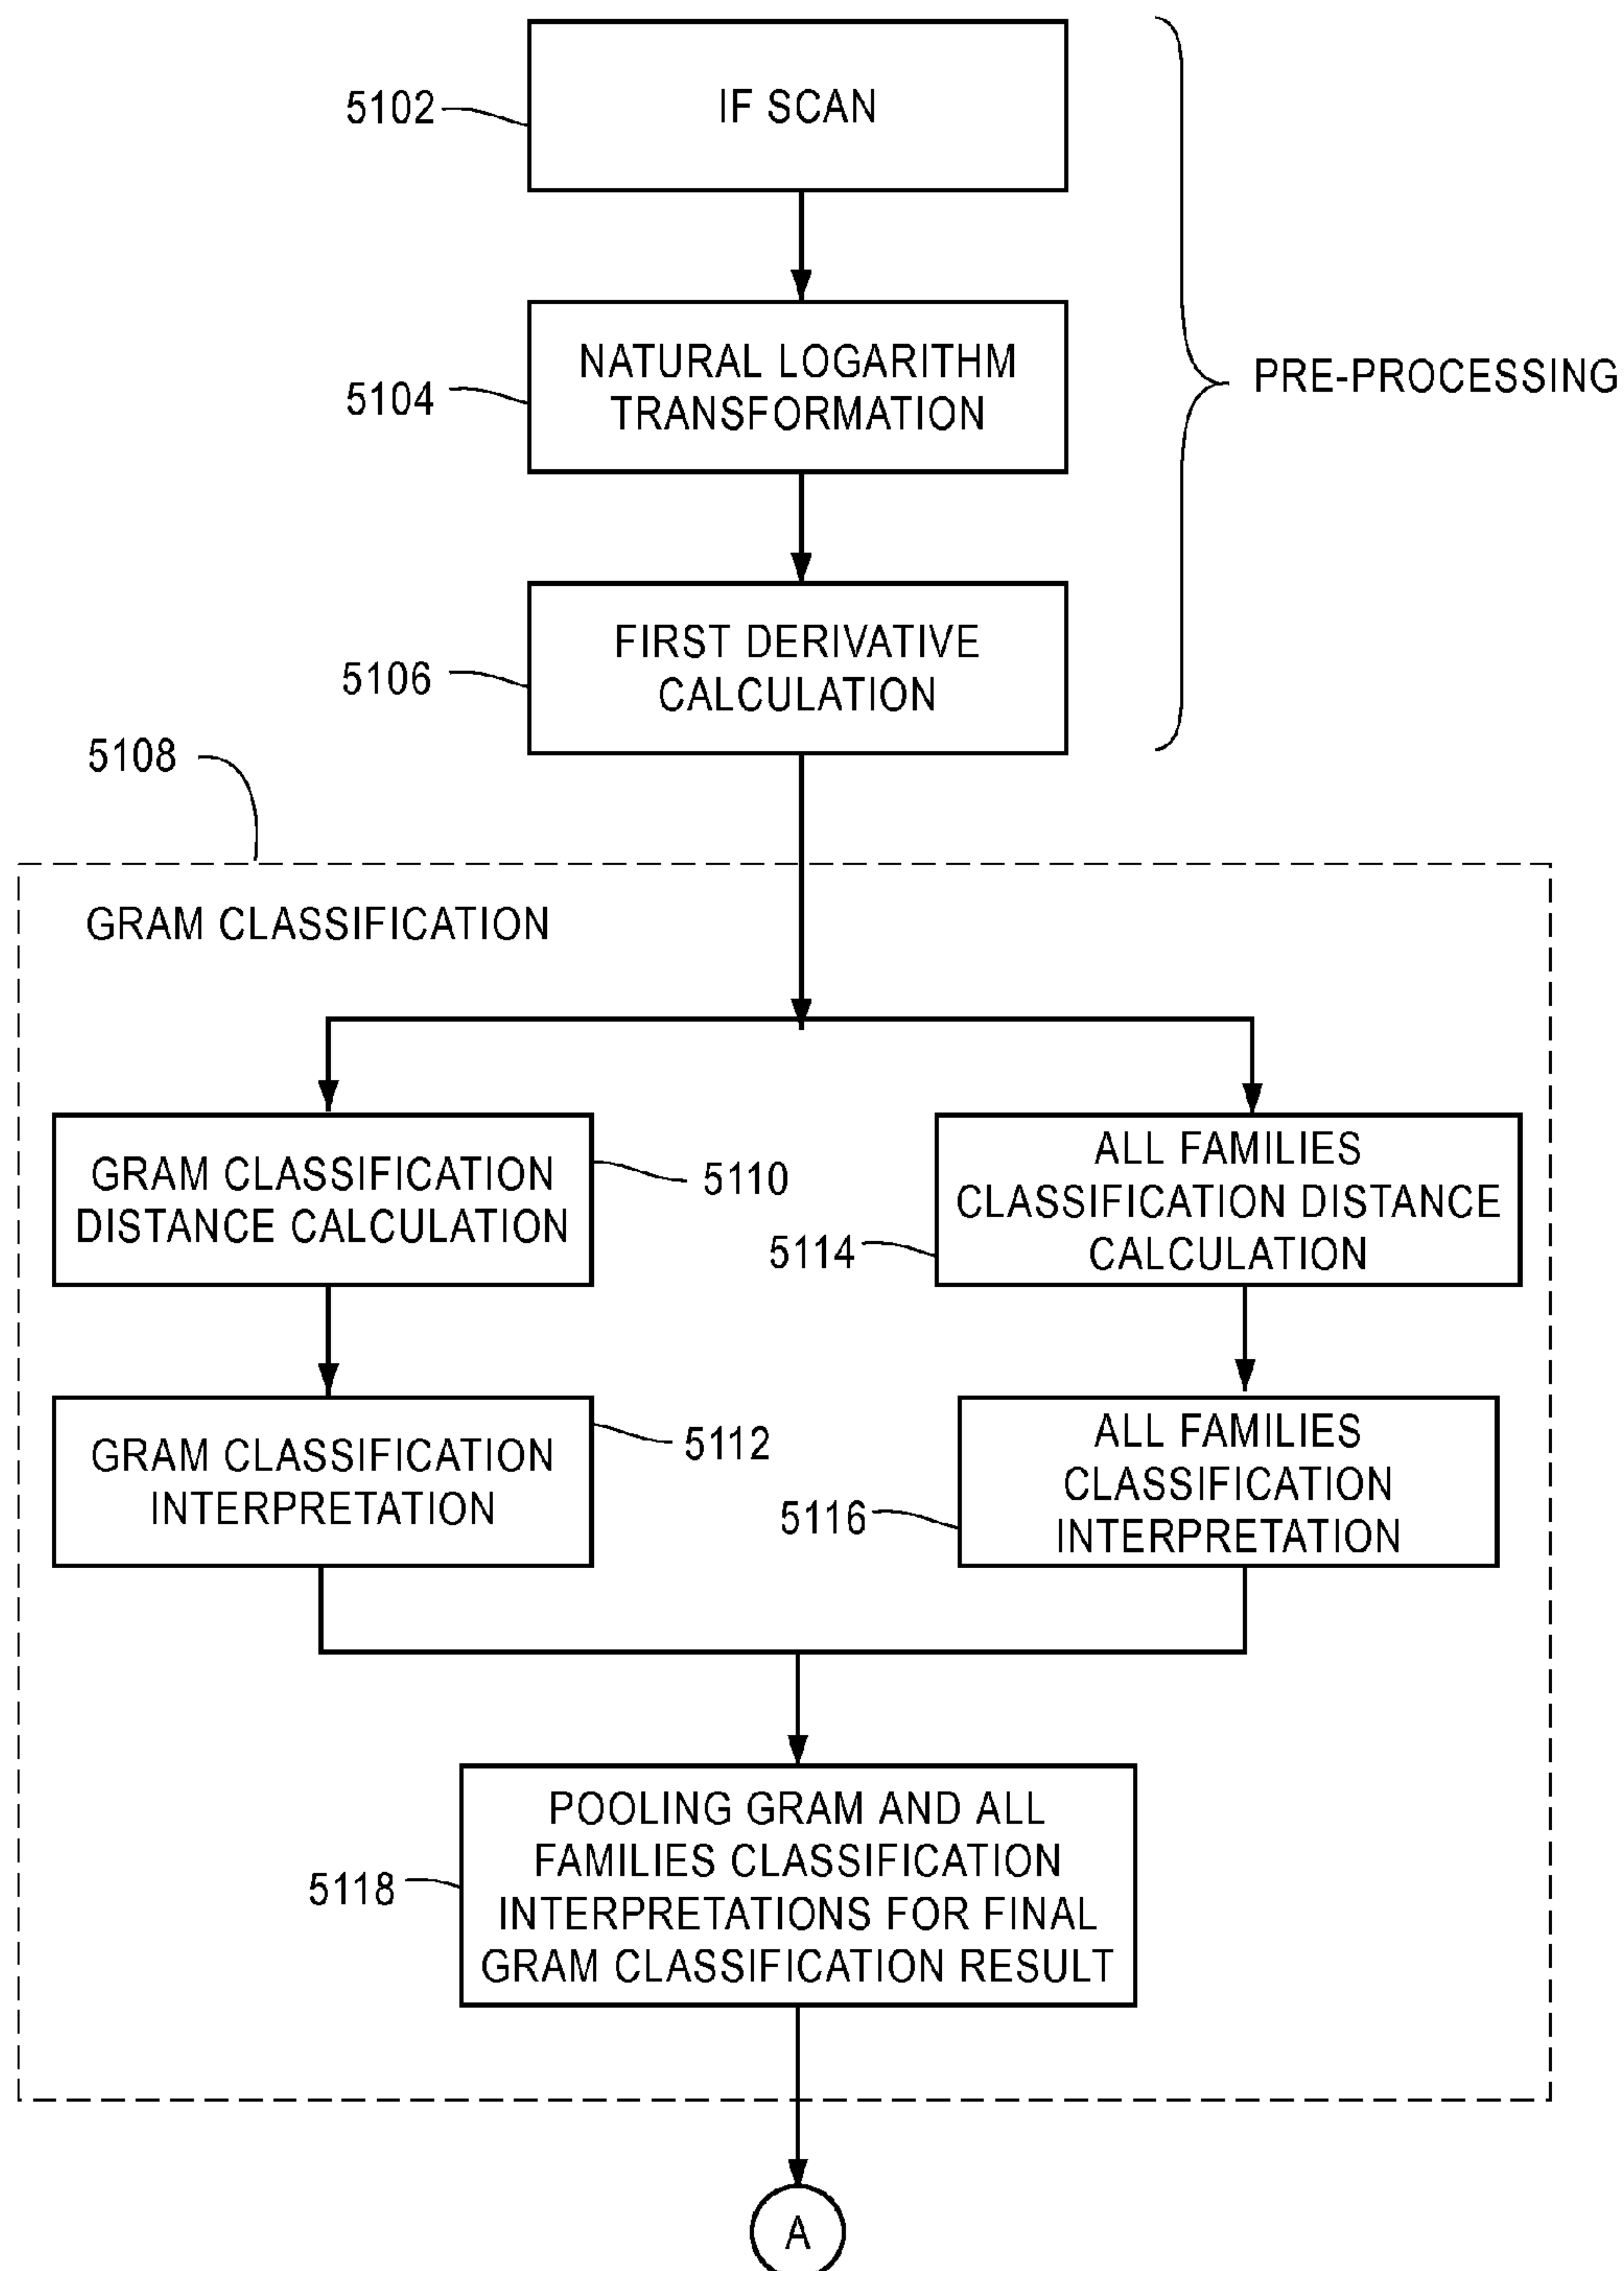 5102
IF SCAN
5104
NATURAL LOGARITHM
TRANSFORMATION
PRE-PROCESSING
5106
FIRST DERIVATIVE
CALCULATION
5108
GRAM CLASSIFICATION
GRAM CLASSIFICATION
DISTANCE CALCULATION
5110
5114
ALL FAMILIES
CLASSIFICATION DISTANCE
CALCULATION
GRAM CLASSIFICATION
INTERPRETATION
5112
5116
ALL FAMILIES
CLASSIFICATION
INTERPRETATION
5118
POOLING GRAM AND ALL
FAMILIES CLASSIFICATION
INTERPRETATIONS FOR FINAL
GRAM CLASSIFICATION RESULT
A